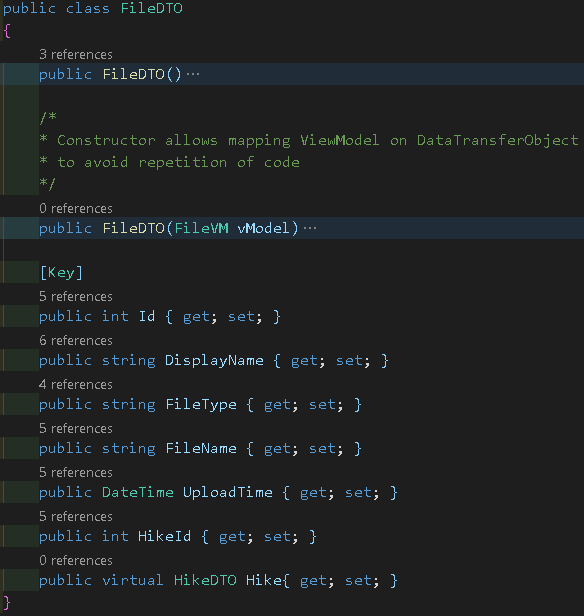 public class FileDTO
{
3 references
public FileDTO()···
/*
* Constructor allows mapping ViewModel on DataTransferObject
* to avoid repetition of code
*/
0 references
public FileDTO(FileVM vModel)···
[Key]
5 references
public int Id { get; set; }
6 references
public string DisplayName { get; set; }
4 references
public string FileType { get; set; }
5 references
public string FileName { get; set; }
5 references
public DateTime UploadTime { get; set; }
5 references
public int HikeId { get; set; }
0 references
public virtual HikeDTO Hike{ get; set; }
}